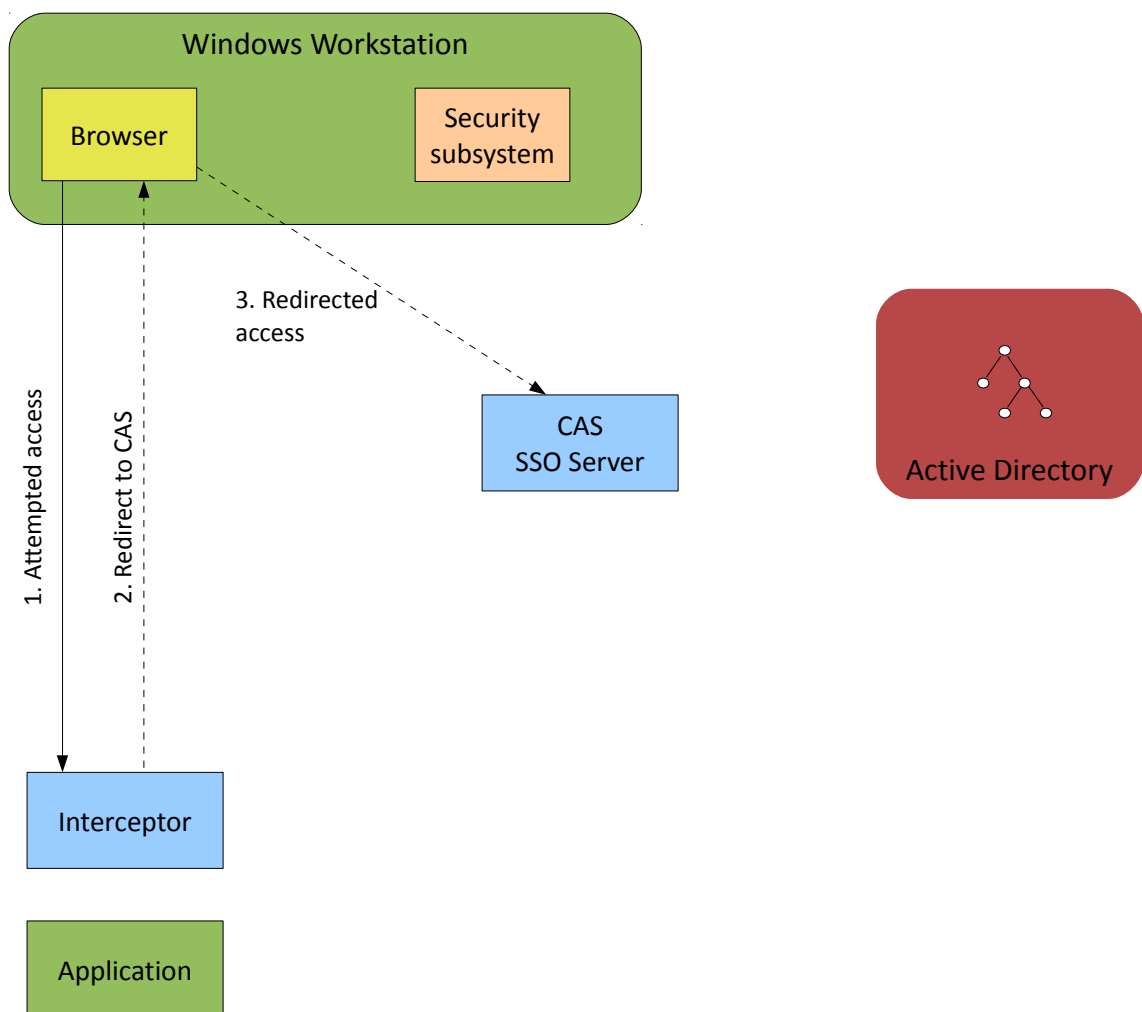 Windows Workstation
Browser
Security
subsystem
3. Redirected
access
1. Attempted access
2. Redirect to CAS
CAS
SSO Server
Active Directory
Interceptor
Application